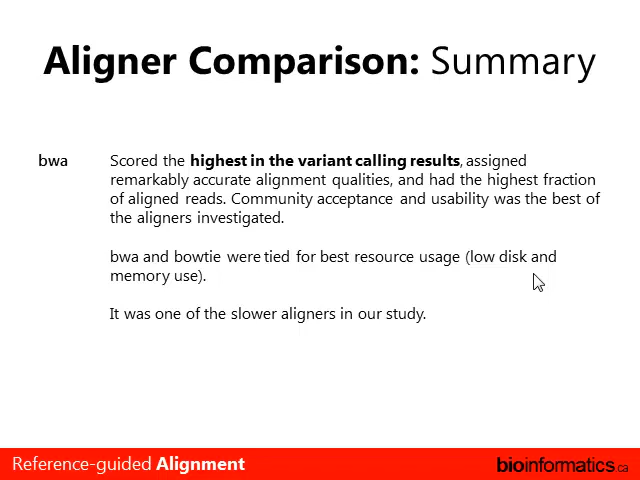 Aligner Comparison: Summary
bwa Scored the highest in the variant calling results, assigned
remarkably accurate alignment qualities, and had the highest fraction
of aligned reads. Community acceptance and usability was the best of
the aligners investigated.
bwa and bowtie were tied for best resource usage (low disk and
memory use).
It was one of the slower aligners in our study.
Reference-guided Alignment
bioinformatics.ca